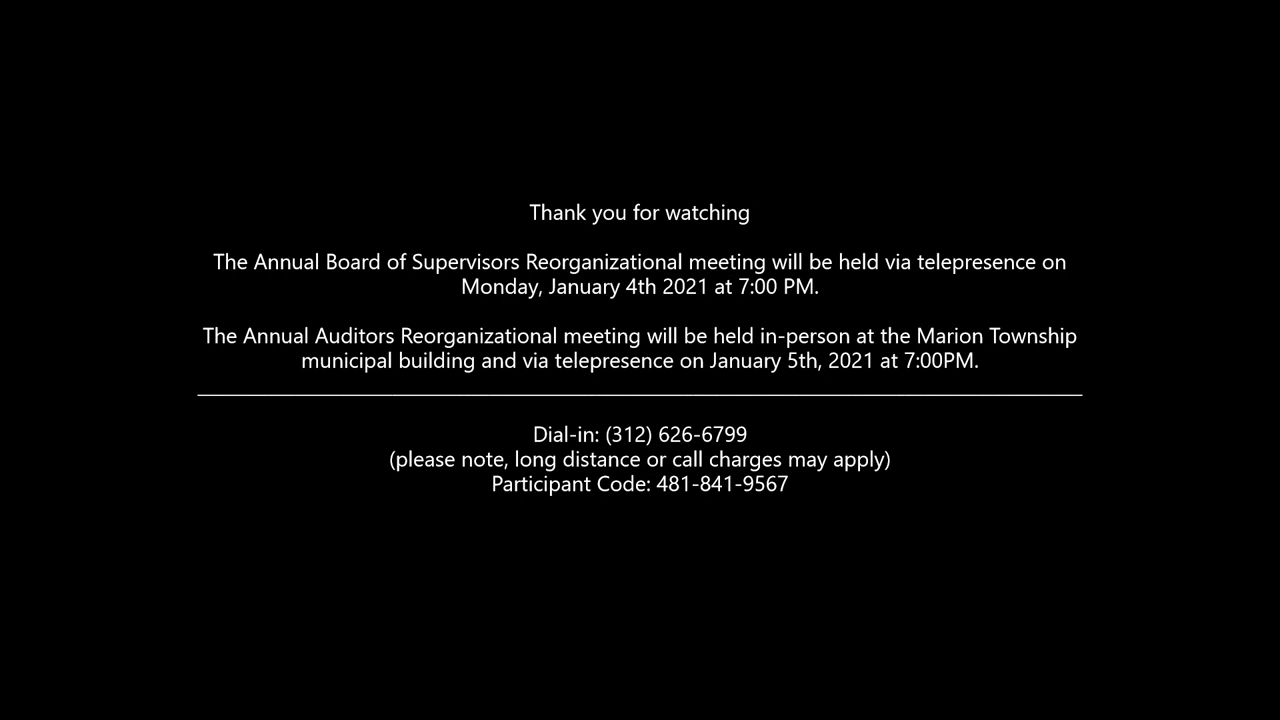 Thank you for watching
The Annual Board of Supervisors Reorganizational meeting will be held via telepresence on
Monday, January 4th 2021 at 7:00 PM.
The Annual Auditors Reorganizational meeting will be held in-person at the Marion Township
municipal building and via telepresence on January 5th, 2021 at 7:00PM.
Dial-in: (312) 626-6799
(please note, long distance or call charges may apply)
Participant Code: 481-841-9567